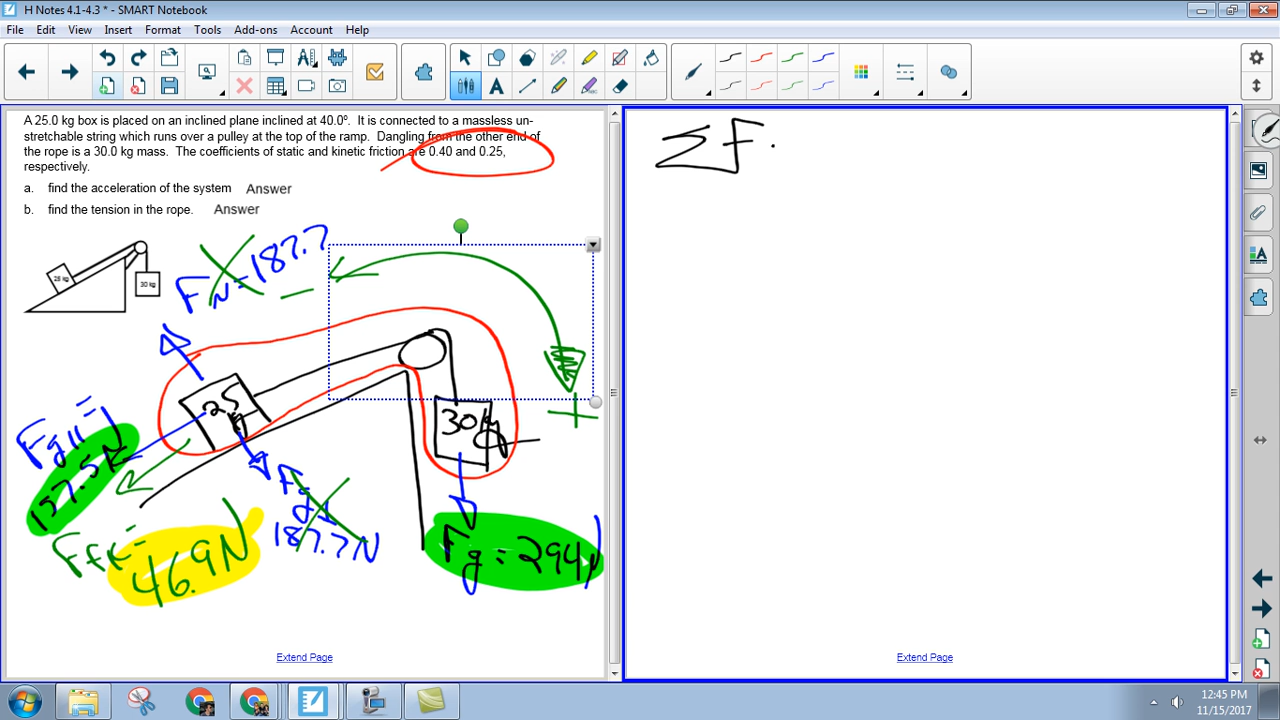 H Notes 4.1-4.3 * - SMART Notebook
File Edit View Insert Format Tools Add-ons Account Help
A 25.0 kg box is placed on an inclined plane inclined at 40.0º. It is connected to a massless un-
stretchable string which runs over a pulley at the top of the ramp. Dangling from the other end of
the rope is a 30.0 kg mass. The coefficients of static and kinetic friction are 0.40 and 0.25,
respectively.
a. find the acceleration of the system Answer
b. find the tension in the rope. Answer
25 kg
30 kg
FN=187.7
−
+
25 kg
30kg
Fg||=
157.5N
Fg⊥
187.7N
Ffk=
46.9N
Fg=294N
ΣF
Extend Page
Extend Page
12:45 PM
11/15/2017